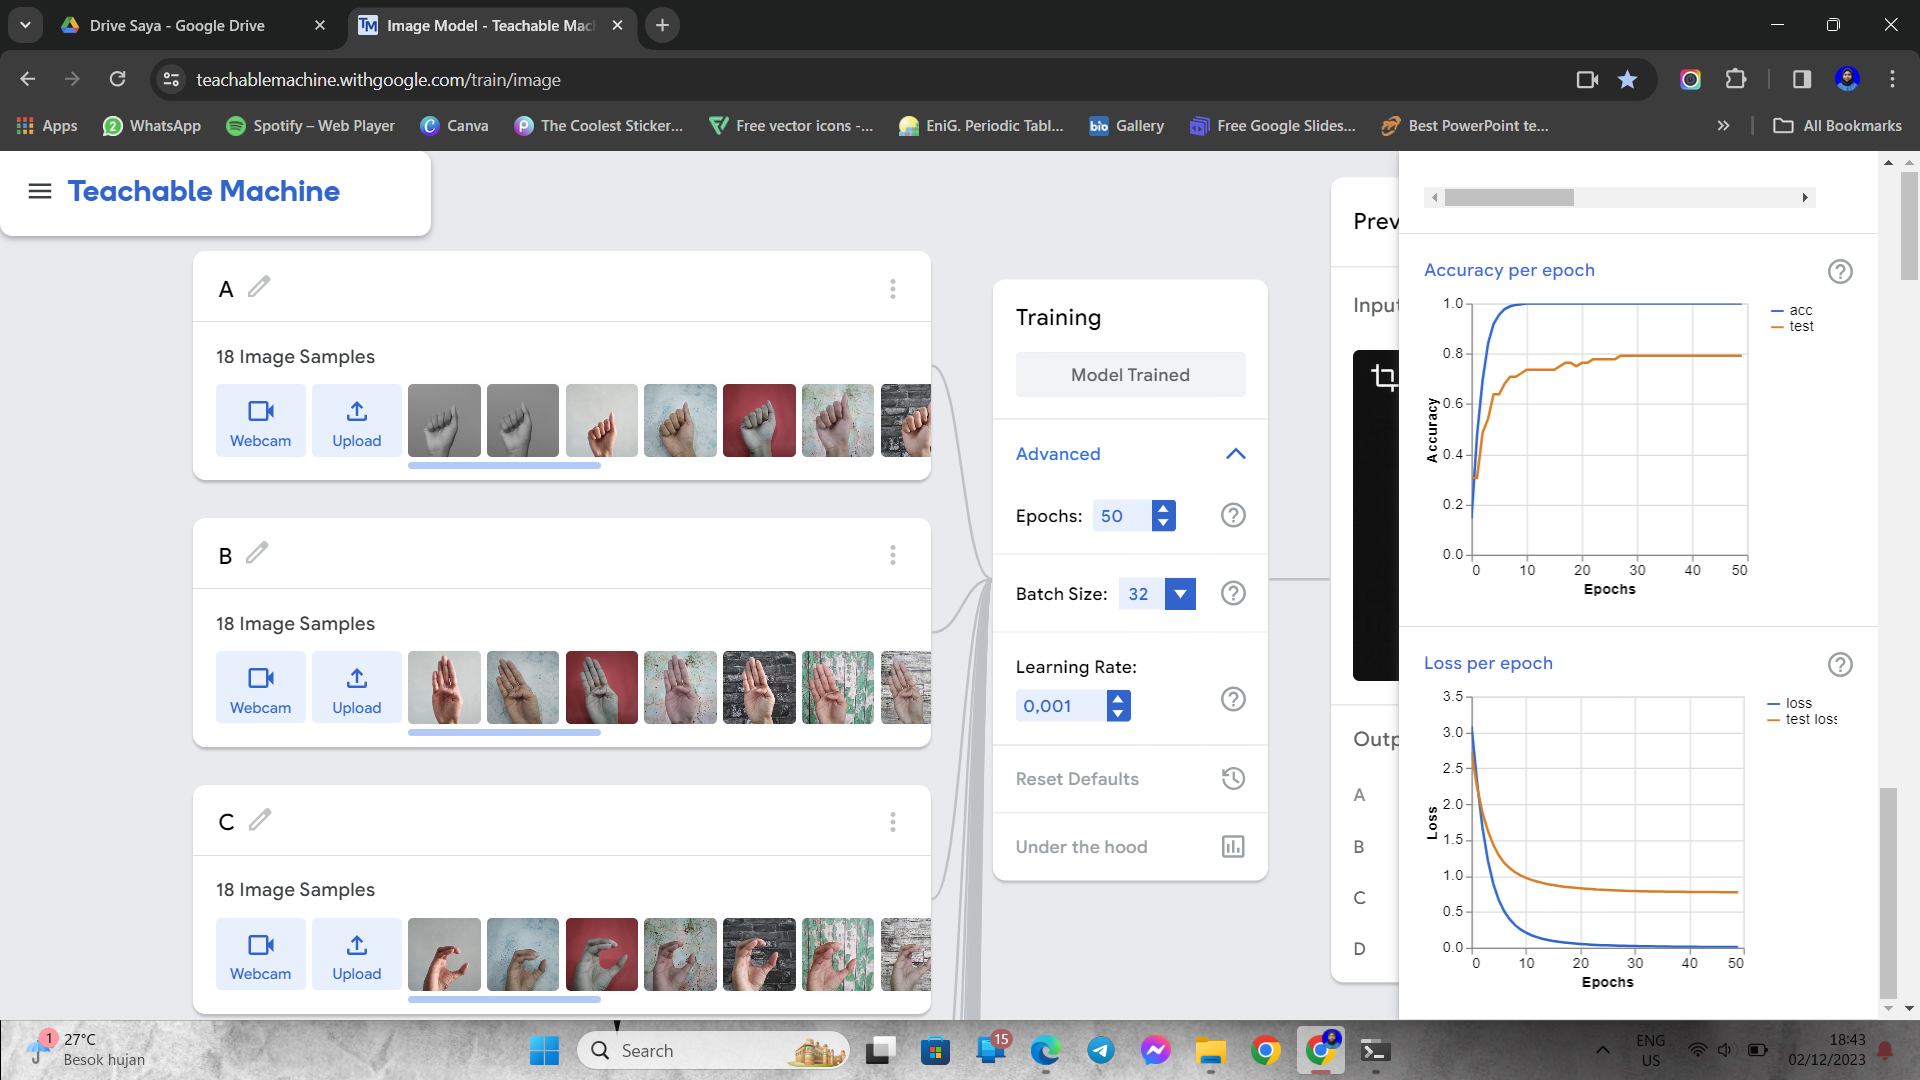 Drive Saya - Google Drive
Image Model - Teachable Mac
teachablemachine.withgoogle.com/train/image
Apps
WhatsApp
Spotify – Web Player
Canva
The Coolest Sticker...
Free vector icons -...
EniG. Periodic Tabl...
bio Gallery
Free Google Slides...
Best PowerPoint te...
All Bookmarks
Teachable Machine
A
18 Image Samples
Webcam
Upload
B
18 Image Samples
Webcam
Upload
C
18 Image Samples
Webcam
Upload
Training
Model Trained
Advanced
Epochs: 50
Batch Size: 32
Learning Rate:
0,001
Reset Defaults
Under the hood
Prev
Input
Outp
A
B
C
D
Accuracy per epoch
1.0
0.8
0.6
0.4
0.2
0.0
Accuracy
0 10 20 30 40 50
Epochs
acc
test
Loss per epoch
3.5
3.0
2.5
2.0
1.5
1.0
0.5
0.0
Loss
0 10 20 30 40 50
Epochs
loss
test loss
1
27°C
Besok hujan
Search
15
ENG
US
18:43
02/12/2023